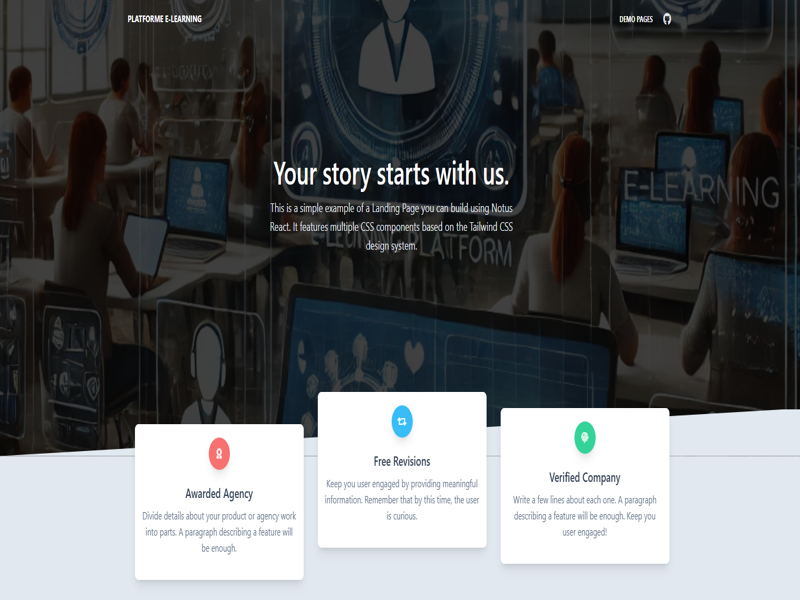 PLATFORME E-LEARNING
DEMO PAGES
E-LEARNING
Your story starts with us.
This is a simple example of a Landing Page you can build using Notus
React. It features multiple CSS components based on the Tailwind CSS
design system.
PLATFORM
Awarded Agency
Divide details about your product or agency work
into parts. A paragraph describing a feature will
be enough.
Free Revisions
Keep you user engaged by providing meaningful
information. Remember that by this time, the user
is curious.
Verified Company
Write a few lines about each one. A paragraph
describing a feature will be enough. Keep you
user engaged!